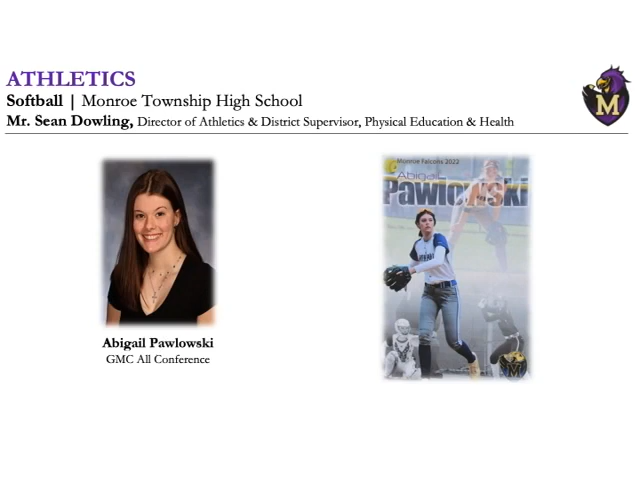 ATHLETICS
Softball | Monroe Township High School
Mr. Sean Dowling, Director of Athletics & District Supervisor, Physical Education & Health
M
Monroe Falcons 2022
Abigail
Pawlowski
Abigail Pawlowski
GMC All Conference
M